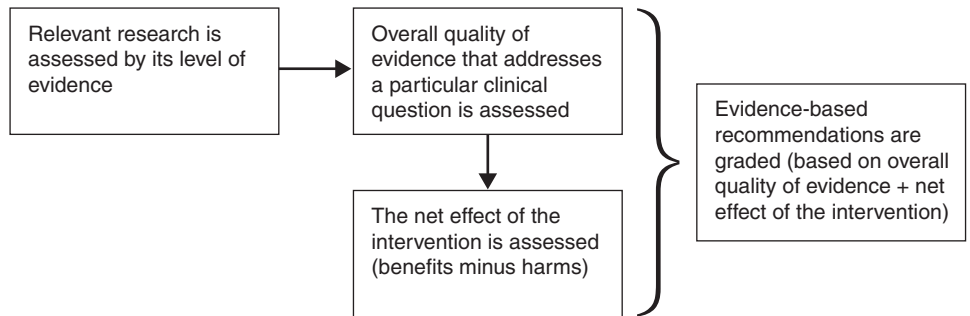 Relevant research is
assessed by its level of
evidence
Overall quality of
evidence that addresses
a particular clinical
question is assessed
The net effect of the
intervention is assessed
(benefits minus harms)
Evidence-based
recommendations are
graded (based on overall
quality of evidence + net
effect of the intervention)